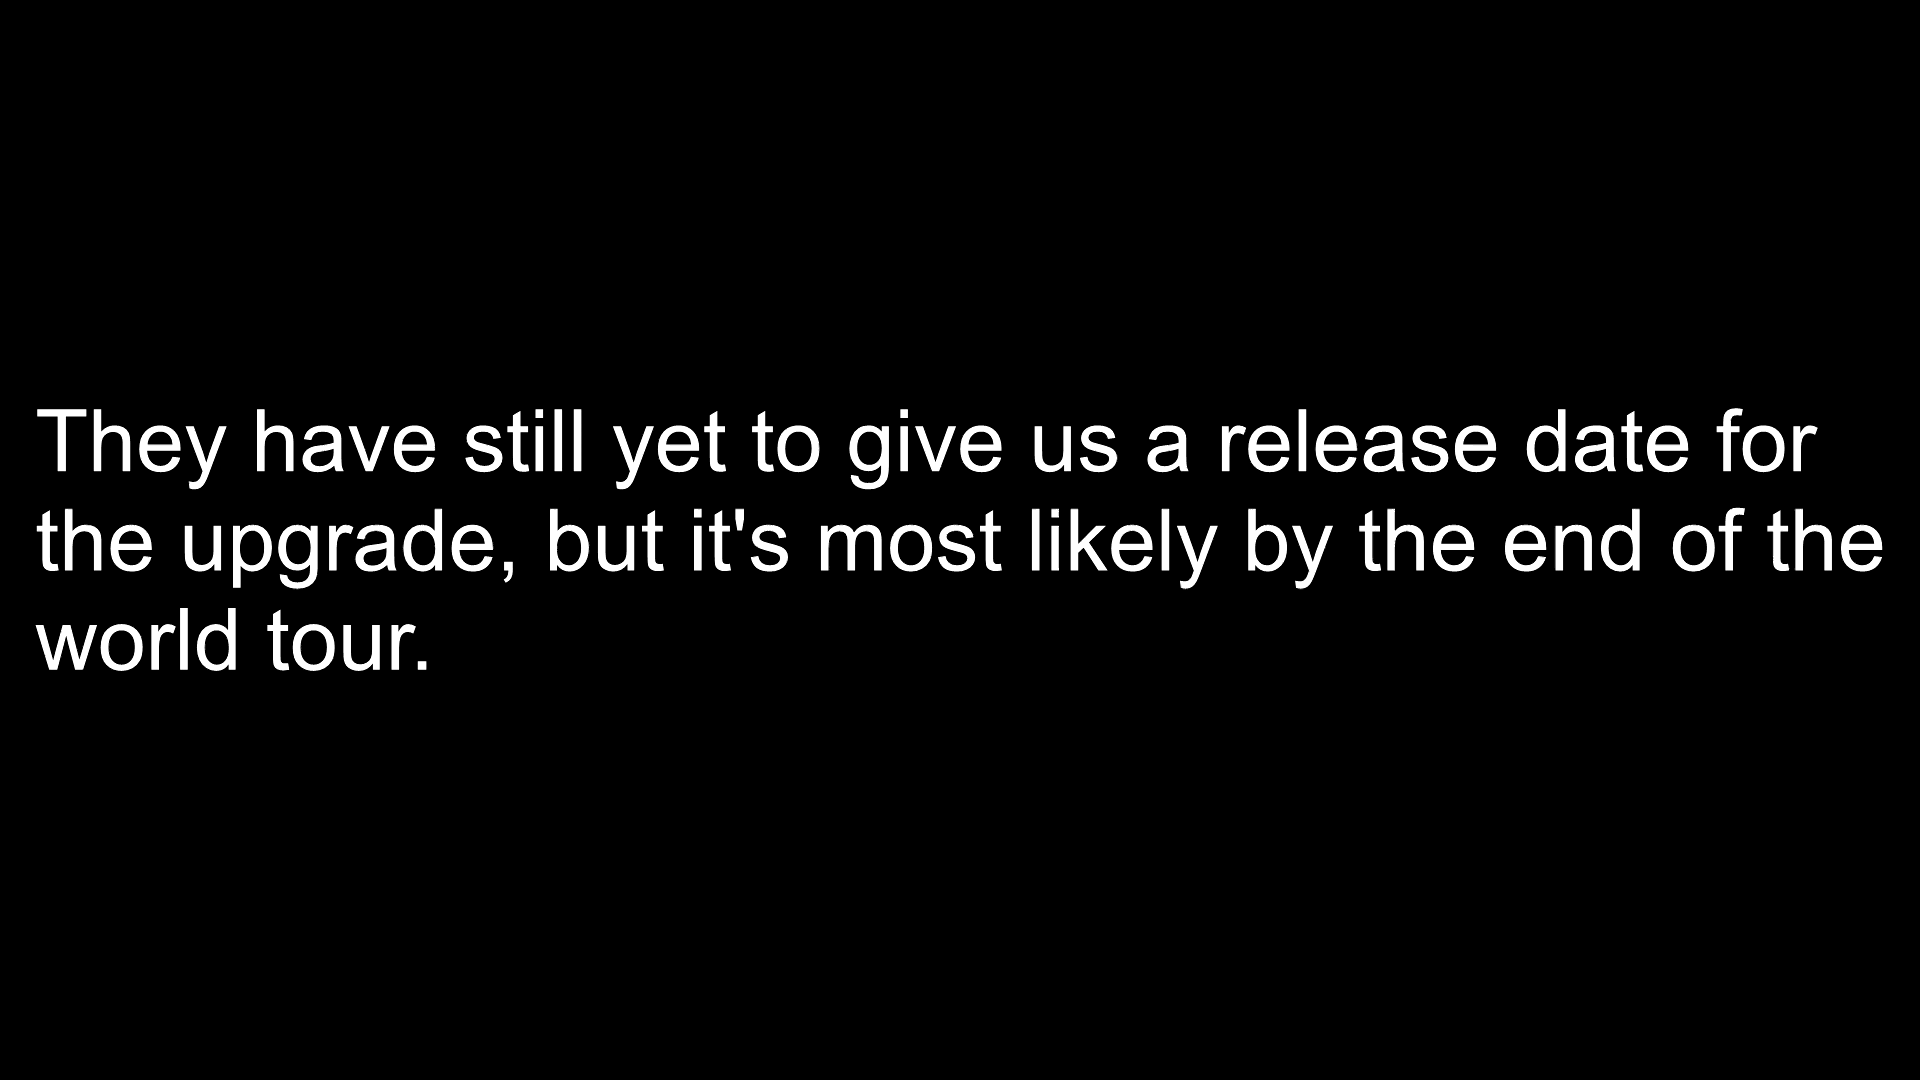 They have still yet to give us a release date for
the upgrade, but it's most likely by the end of the
world tour.